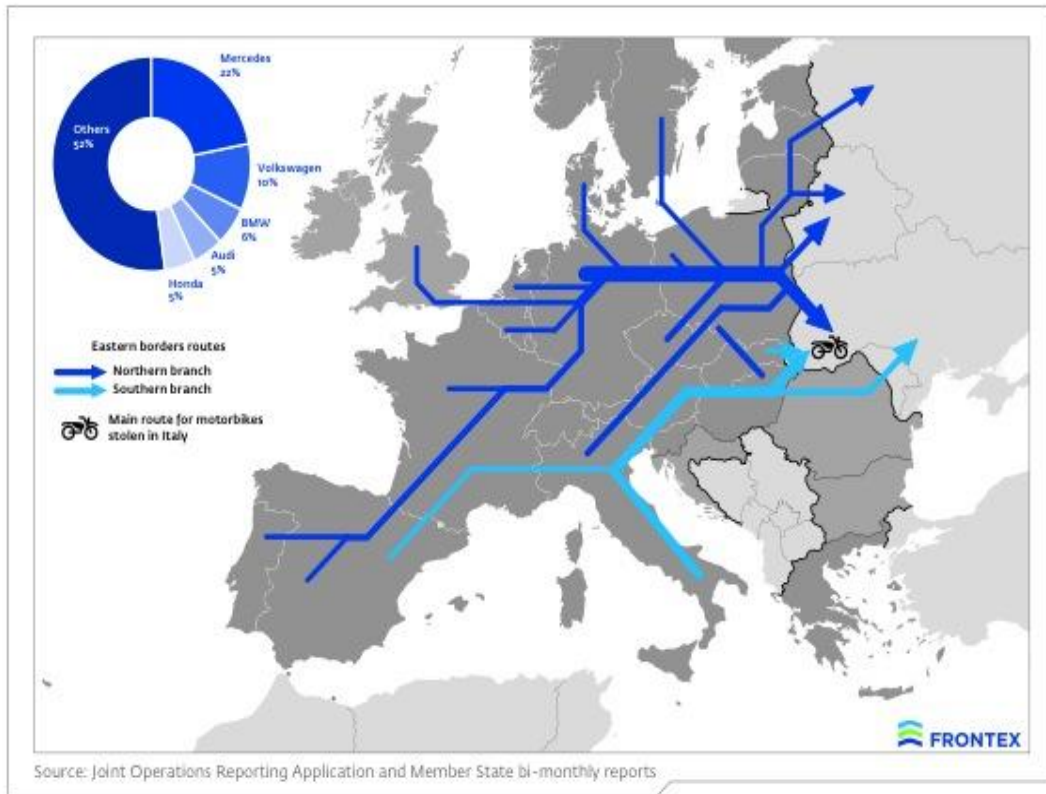 Mercedes
22%
Others
52%
Volkswagen
10%
BMW
6%
Audi
5%
Honda
5%
Eastern borders routes
Northern branch
Southern branch
Main route for motorbikes
stolen in Italy
FRONTEX
Source: Joint Operations Reporting Application and Member State bi-monthly reports